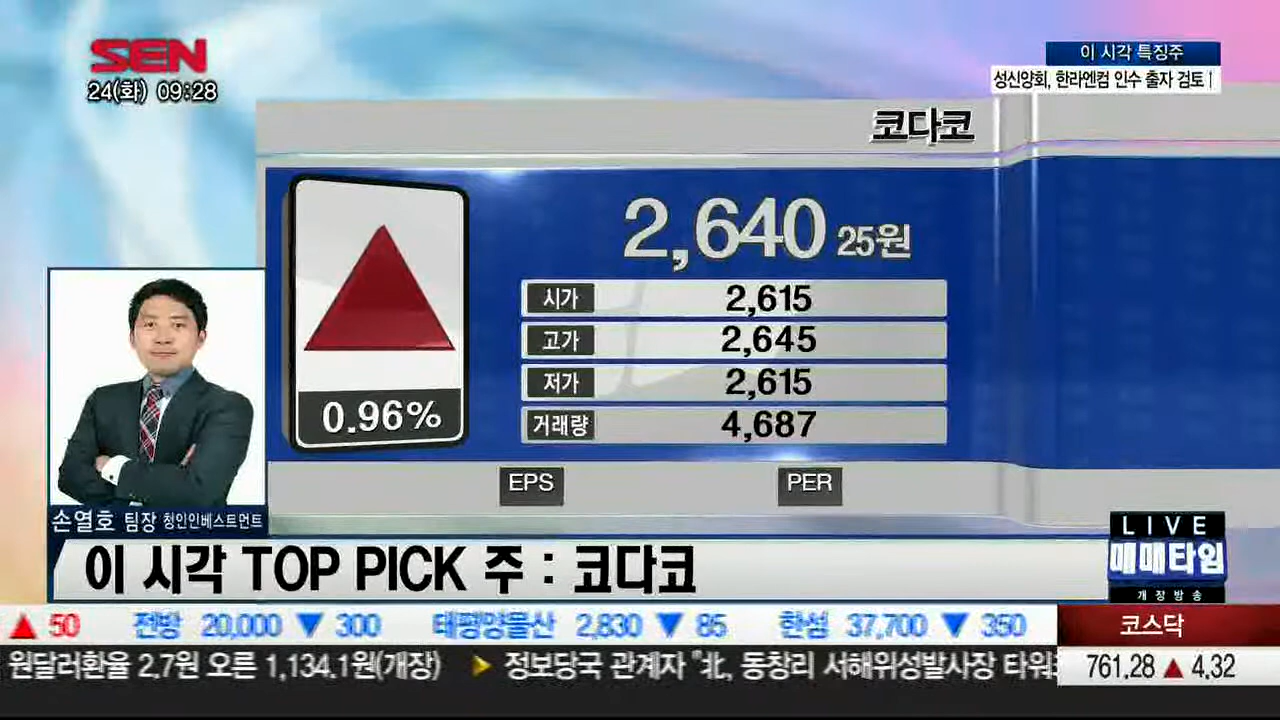 SEN
24(화) 09:28
이 시각 특징주
성신양회, 한라엔컴 인수 출자 검토
코다코
2,640 25원
0.96%
시가 2,615
고가 2,645
저가 2,615
거래량 4,687
EPS PER
손열호 팀장 청인인베스트먼트
이 시각 TOP PICK 주 : 코다코
LIVE
매매타임
개장방송
▲ 50 전방 20,000 ▼ 300 태평양물산 2,830 ▼ 85 한섬 37,700 ▼ 350 코스닥
원달러환율 2.7원 오른 1,134.1원(개장) ▶ 정보당국 관계자 "北, 동창리 서해위성발사장 타워 761.28 ▲ 4.32